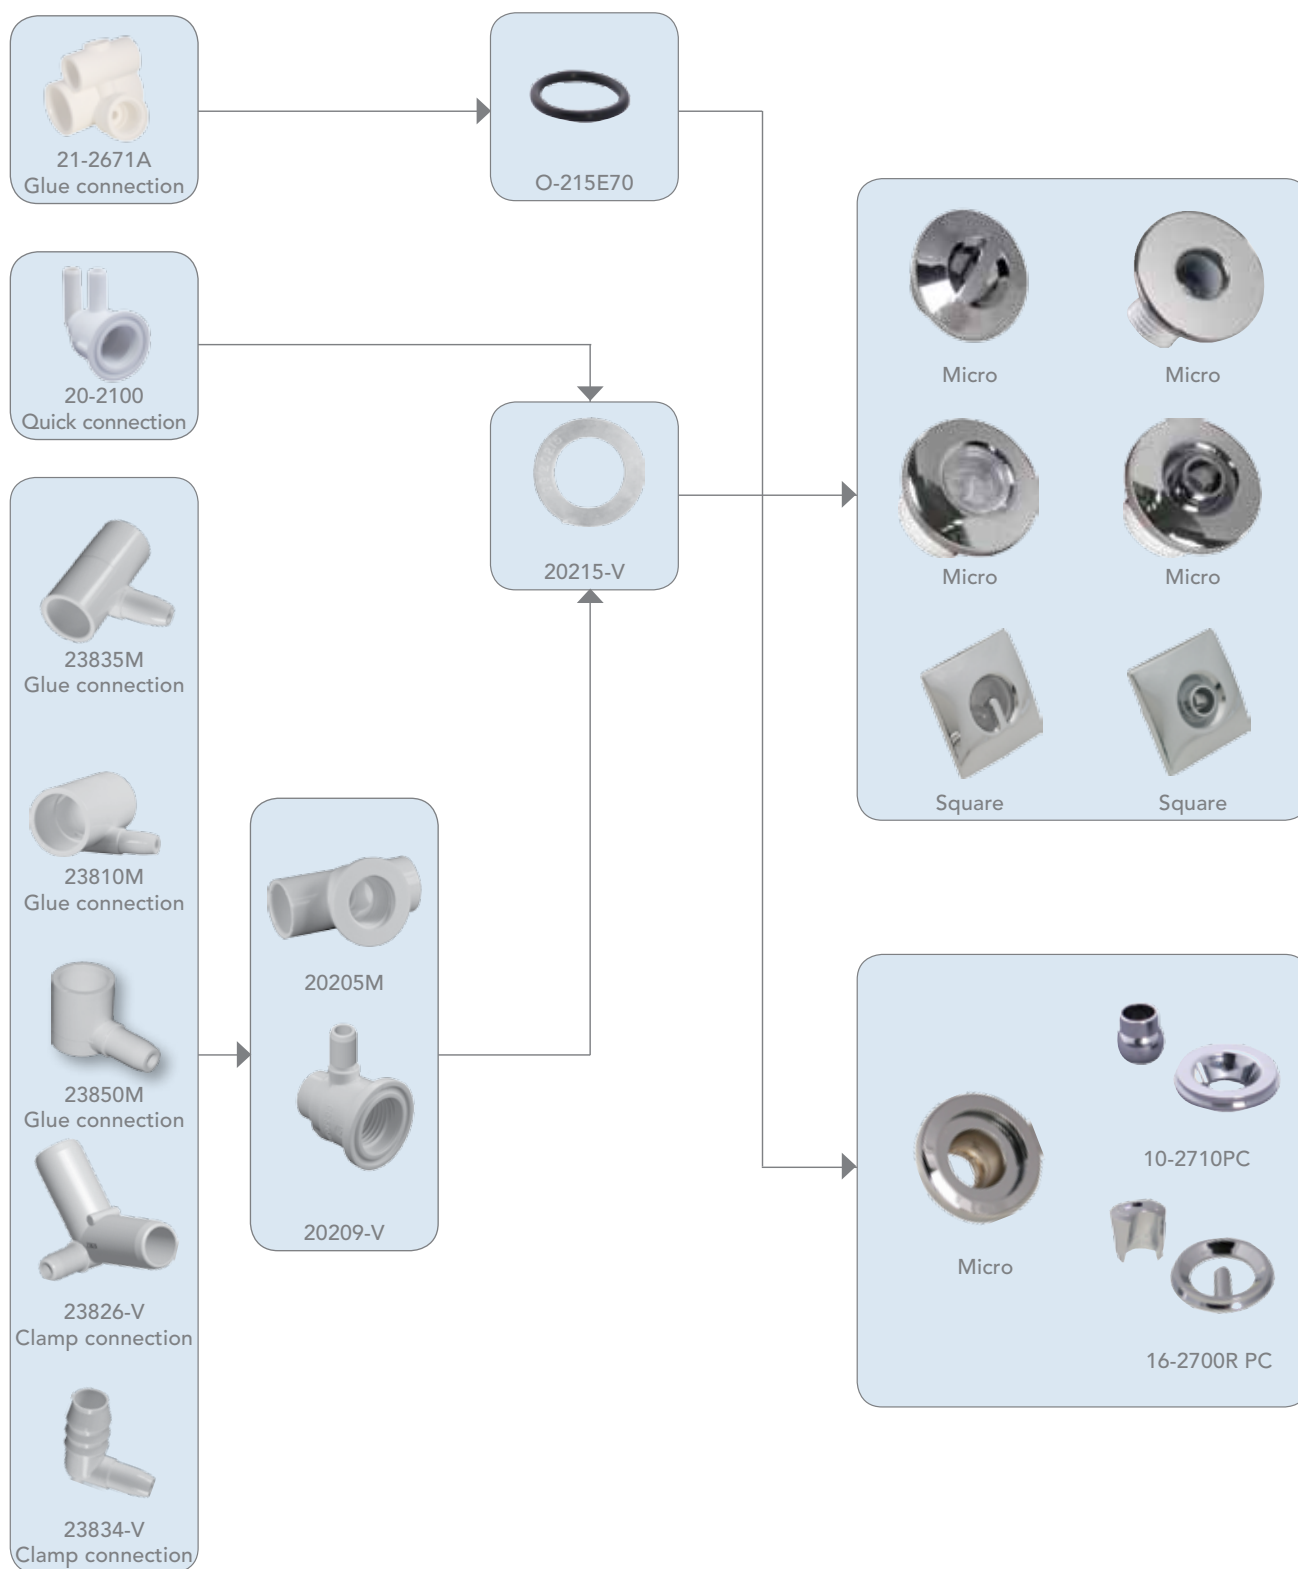 21-2671A
Glue connection
O-215E70
20-2100
Quick connection
20215-V
Micro
Micro
Micro
Micro
Square
Square
23835M
Glue connection
23810M
Glue connection
23850M
Glue connection
23826-V
Clamp connection
23834-V
Clamp connection
20205M
20209-V
Micro
10-2710PC
16-2700R PC